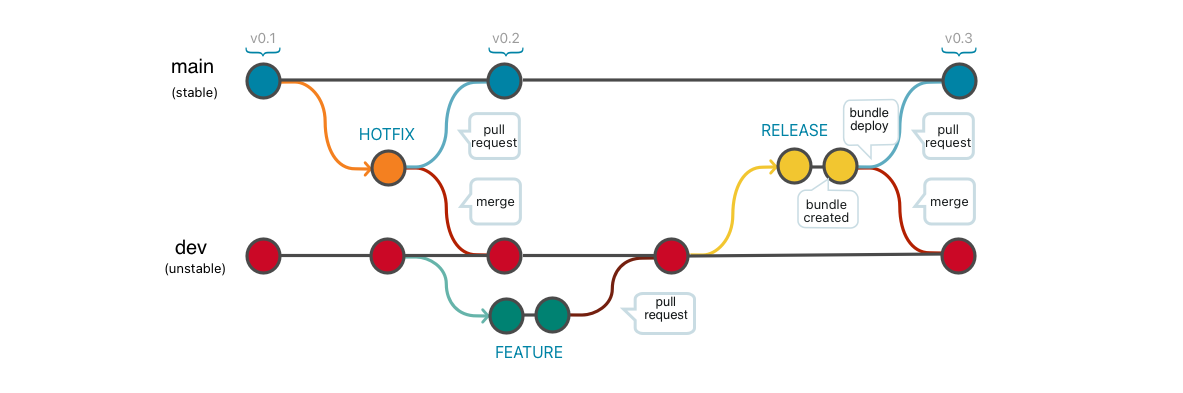 v0.1
v0.2
v0.3
main
(stable)
HOTFIX
pull
request
RELEASE
bundle
deploy
pull
request
merge
bundle
created
merge
dev
(unstable)
pull
request
FEATURE